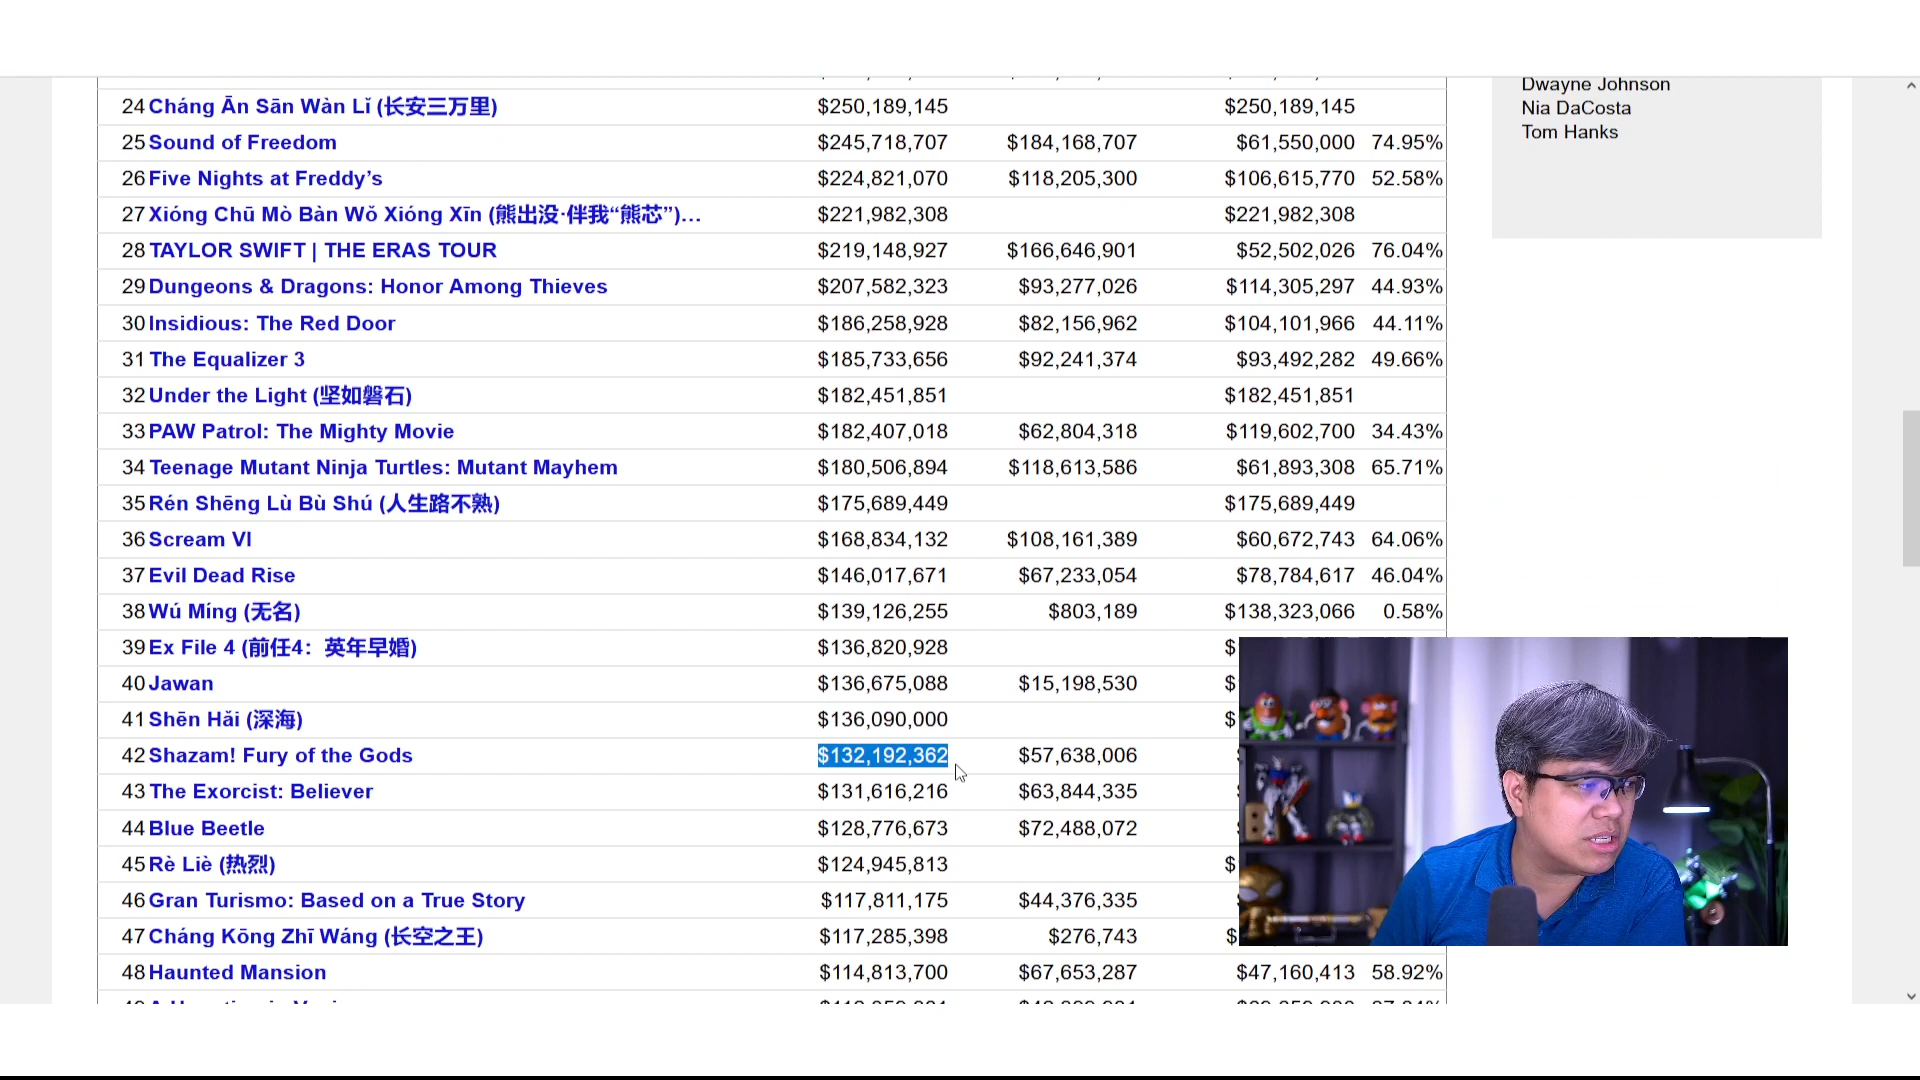 Dwayne Johnson
Nia DaCosta
Tom Hanks
24 Cháng Ān Sān Wàn Lǐ (长安三万里) $250,189,145 $250,189,145
25 Sound of Freedom $245,718,707 $184,168,707 $61,550,000 74.95%
26 Five Nights at Freddy’s $224,821,070 $118,205,300 $106,615,770 52.58%
27 Xióng Chū Mò Bàn Wǒ Xióng Xīn (熊出没·伴我“熊芯”)… $221,982,308 $221,982,308
28 TAYLOR SWIFT | THE ERAS TOUR $219,148,927 $166,646,901 $52,502,026 76.04%
29 Dungeons & Dragons: Honor Among Thieves $207,582,323 $93,277,026 $114,305,297 44.93%
30 Insidious: The Red Door $186,258,928 $82,156,962 $104,101,966 44.11%
31 The Equalizer 3 $185,733,656 $92,241,374 $93,492,282 49.66%
32 Under the Light (坚如磐石) $182,451,851 $182,451,851
33 PAW Patrol: The Mighty Movie $182,407,018 $62,804,318 $119,602,700 34.43%
34 Teenage Mutant Ninja Turtles: Mutant Mayhem $180,506,894 $118,613,586 $61,893,308 65.71%
35 Rén Shēng Lù Bù Shú (人生路不熟) $175,689,449 $175,689,449
36 Scream VI $168,834,132 $108,161,389 $60,672,743 64.06%
37 Evil Dead Rise $146,017,671 $67,233,054 $78,784,617 46.04%
38 Wú Míng (无名) $139,126,255 $803,189 $138,323,066 0.58%
39 Ex File 4 (前任4：英年早婚) $136,820,928 $
40 Jawan $136,675,088 $15,198,530 $
41 Shēn Hǎi (深海) $136,090,000 $
42 Shazam! Fury of the Gods $132,192,362 $57,638,006
43 The Exorcist: Believer $131,616,216 $63,844,335
44 Blue Beetle $128,776,673 $72,488,072
45 Rè Liè (热烈) $124,945,813 $
46 Gran Turismo: Based on a True Story $117,811,175 $44,376,335
47 Cháng Kōng Zhī Wáng (长空之王) $117,285,398 $276,743 $
48 Haunted Mansion $114,813,700 $67,653,287 $47,160,413 58.92%